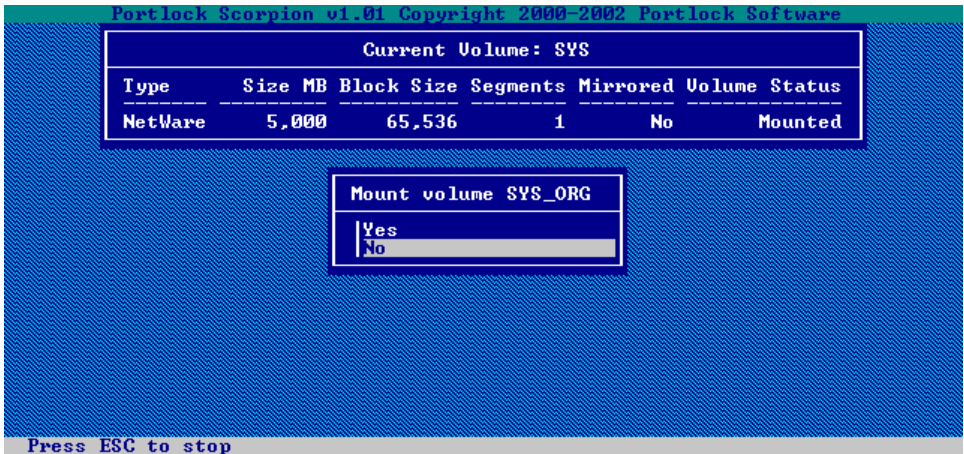 Portlock Scorpion v1.01 Copyright 2000-2002 Portlock Software
Current Volume: SYS
Type Size MB Block Size Segments Mirrored Volume Status
NetWare 5,000 65,536 1 No Mounted
Mount volume SYS_ORG
Yes
No
Press ESC to stop